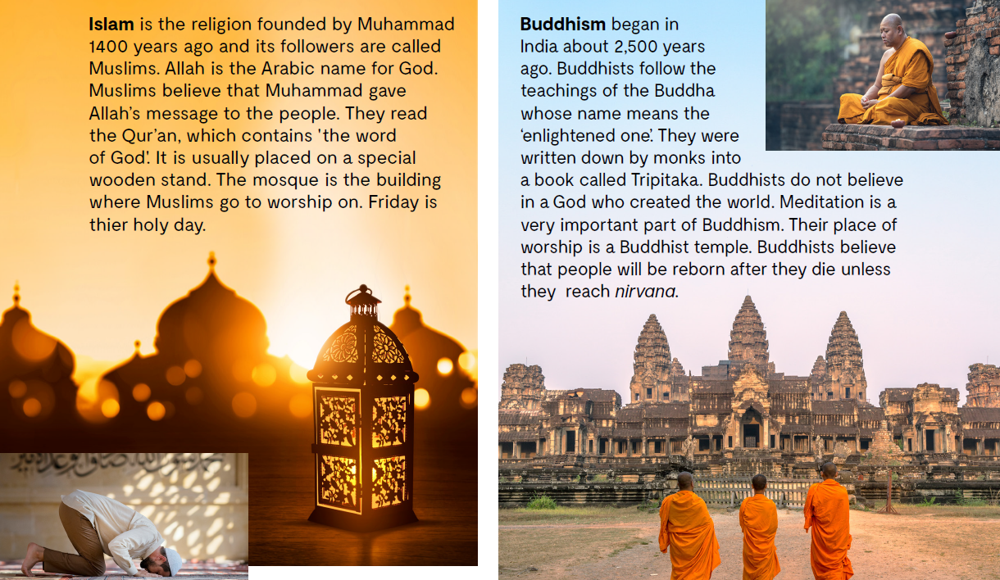 Islam is the religion founded by Muhammad
1400 years ago and its followers are called
Muslims. Allah is the Arabic name for God.
Muslims believe that Muhammad gave
Allah’s message to the people. They read
the Qur’an, which contains 'the word
of God'. It is usually placed on a special
wooden stand. The mosque is the building
where Muslims go to worship on. Friday is
thier holy day.
Buddhism began in
India about 2,500 years
ago. Buddhists follow the
teachings of the Buddha
whose name means the
‘enlightened one’. They were
written down by monks into
a book called Tripitaka. Buddhists do not believe
in a God who created the world. Meditation is a
very important part of Buddhism. Their place of
worship is a Buddhist temple. Buddhists believe
that people will be reborn after they die unless
they  reach nirvana.